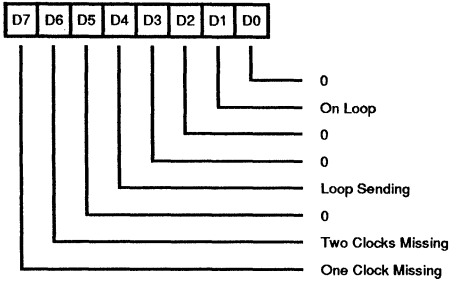 D7 D6 D5 D4 D3 D2 D1 D0
0
On Loop
0
0
Loop Sending
0
Two Clocks Missing
One Clock Missing